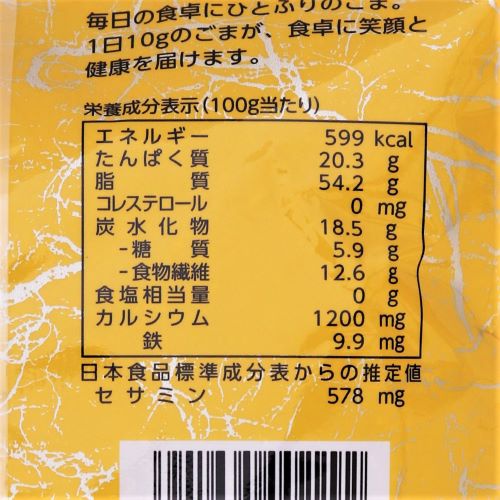 毎日の食卓にひとふりのごま。
1日10gのごまが、食卓に笑顔と
健康を届けます。
栄養成分表示(100g当たり)
エネルギー 599 kcal
たんぱく質 20.3 g
脂質 54.2 g
コレステロール 0 mg
炭水化物 18.5 g
-糖質 5.9 g
-食物繊維 12.6 g
食塩相当量 0 g
カルシウム 1200 mg
鉄 9.9 mg
日本食品標準成分表からの推定値
セサミン 578 mg